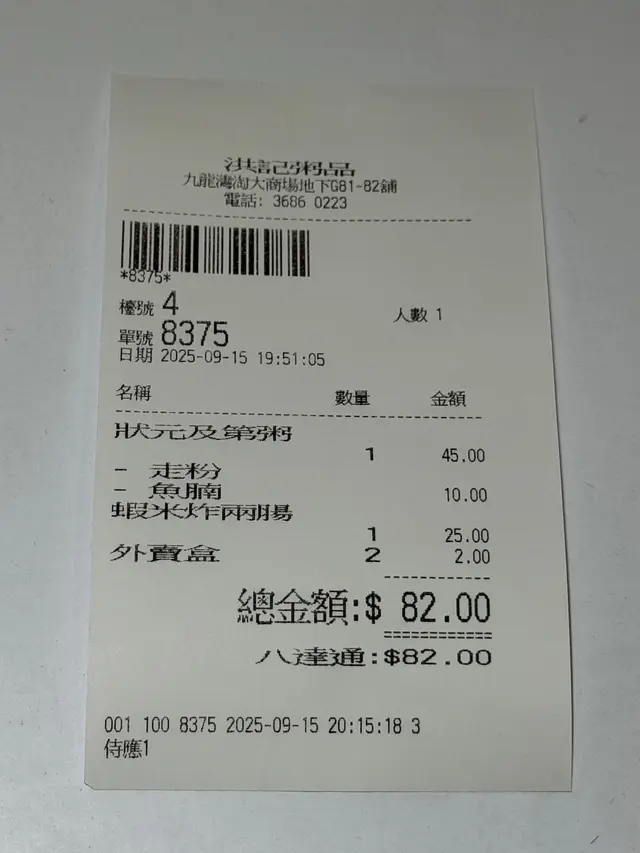 洪記粥品
九龍灣淘大商場地下G81-82舖
電話: 3686 0223
*8375*
檯號 4 人數 1
單號 8375
日期 2025-09-15 19:51:05
名稱 數量 金額
狀元及第粥
1 45.00
- 走粉
- 魚腩 10.00
蝦米炸兩腸
1 25.00
外賣盒 2 2.00
總金額:$ 82.00
八達通:$82.00
001 100 8375 2025-09-15 20:15:18 3
侍應1